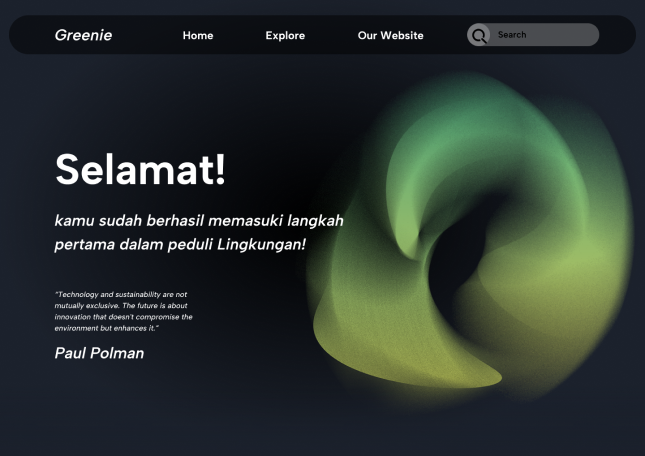 Greenie
Home
Explore
Our Website
Search
Selamat!
kamu sudah berhasil memasuki langkah
pertama dalam peduli Lingkungan!
"Technology and sustainability are not
mutually exclusive. The future is about
innovation that doesn't compromise the
environment but enhances it."
Paul Polman